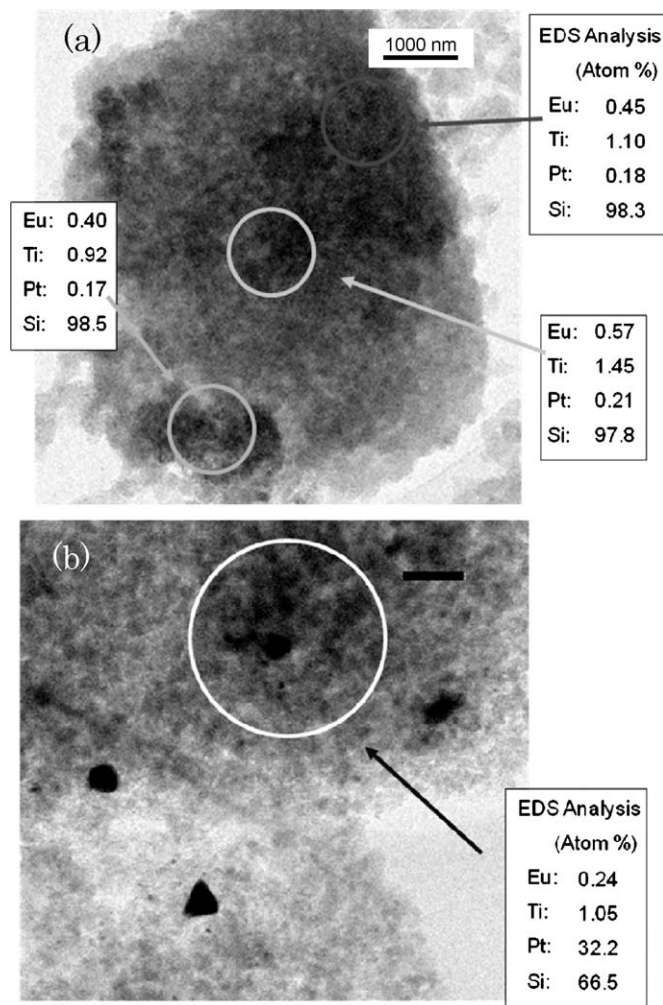 (a)
1000 nm
EDS Analysis
(Atom %)
Eu: 0.45
Ti: 1.10
Pt: 0.18
Si: 98.3
Eu: 0.40
Ti: 0.92
Pt: 0.17
Si: 98.5
Eu: 0.57
Ti: 1.45
Pt: 0.21
Si: 97.8
(b)
EDS Analysis
(Atom %)
Eu: 0.24
Ti: 1.05
Pt: 32.2
Si: 66.5